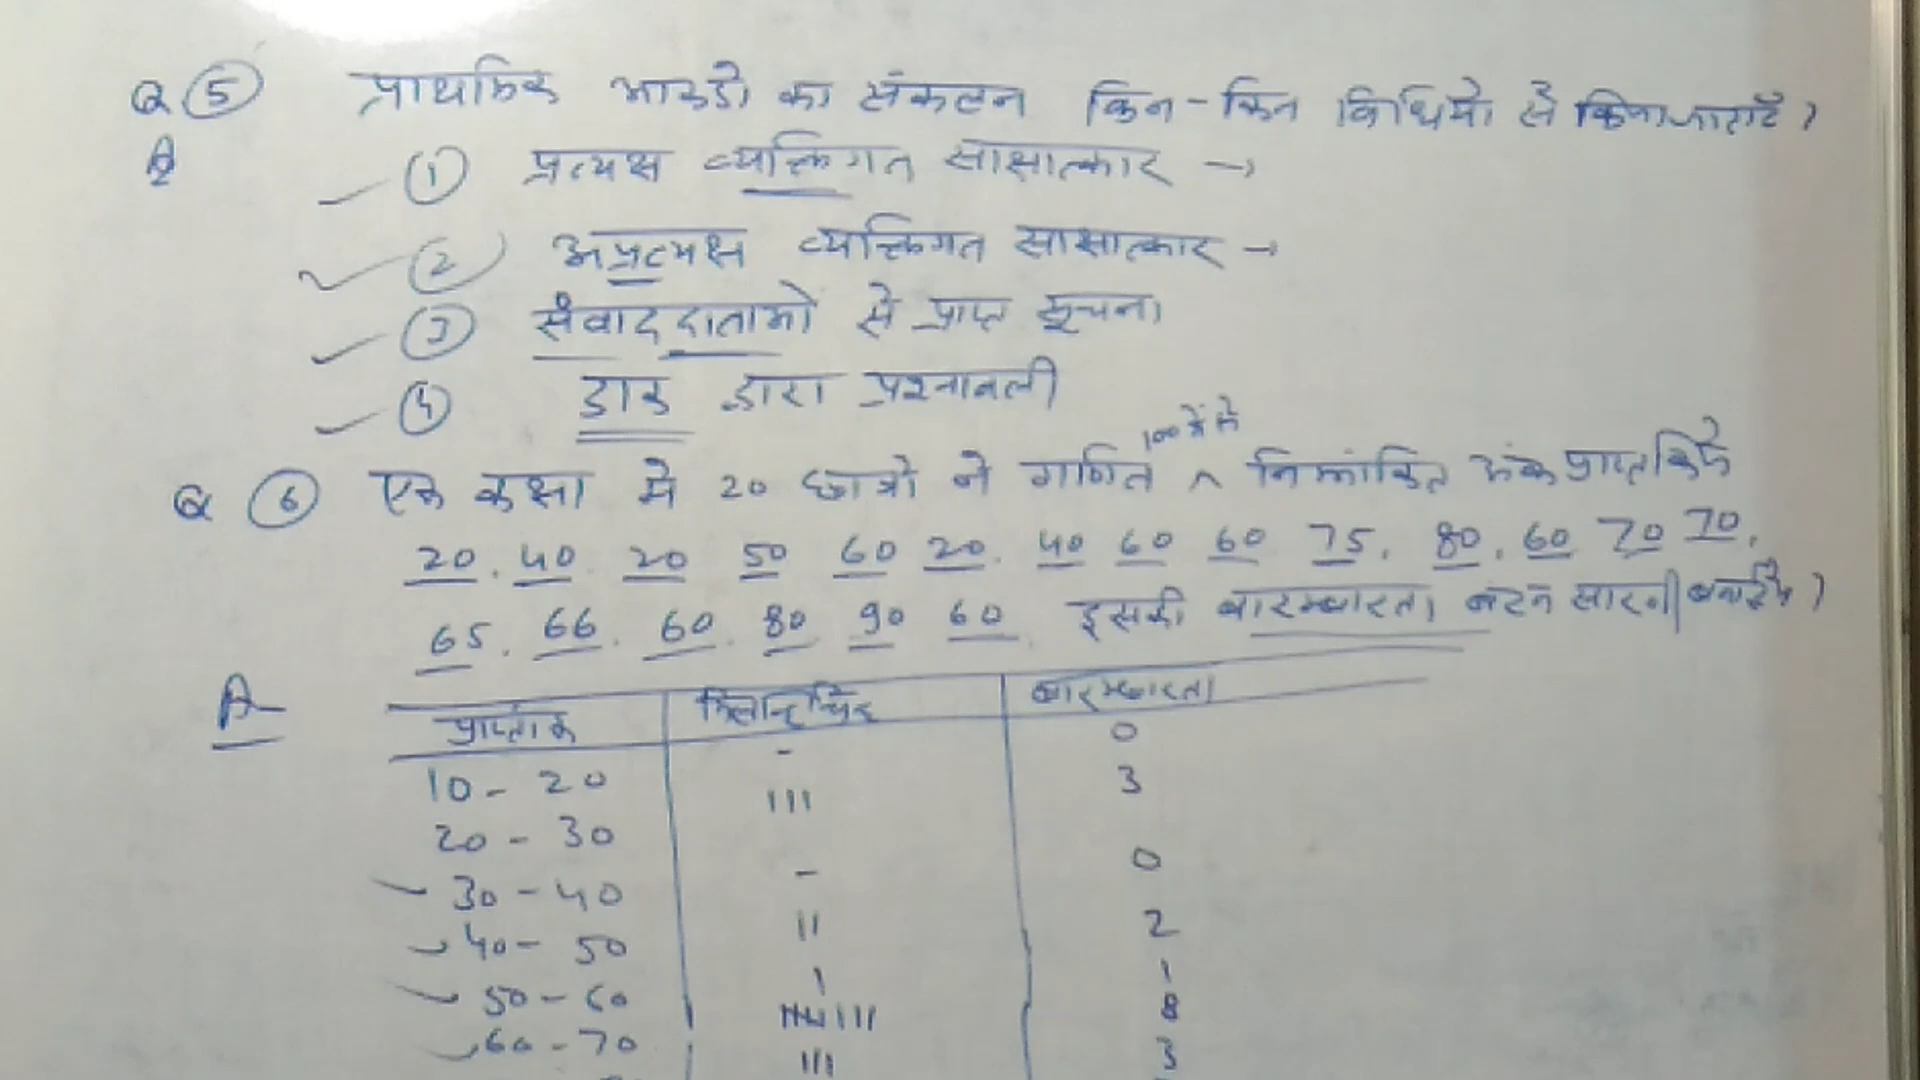 Q ⑤ प्राथमिक आकडो का संकलन किन-किन विधियो से किया जाता है?
A ① प्रत्यक्ष व्यक्तिगत साक्षात्कार →
② अप्रत्यक्ष व्यक्तिगत साक्षात्कार →
③ संवाददाताओ से प्राप्त सूचना
④ डाक द्वारा प्रश्नावली
100 में से
Q ⑥ एक कक्षा मे 20 छात्रो ने गणित ^ निम्नांकित अंक प्राप्त किये
20. 40. 20 50 60 20. 40 60 60 75. 80. 60 70 70.
65. 66. 60. 80 90 60. इसकी बारम्बारता बंटन सारनी बनाईये?
A प्राप्तांक मिलान चिन्ह बारम्बारता
10 - 20 - 0
20 - 30 ||| 3
30 - 40 - 0
40 - 50 || 2
50 - 60 | 1
60 - 70 |||| ||| 8
||| 3